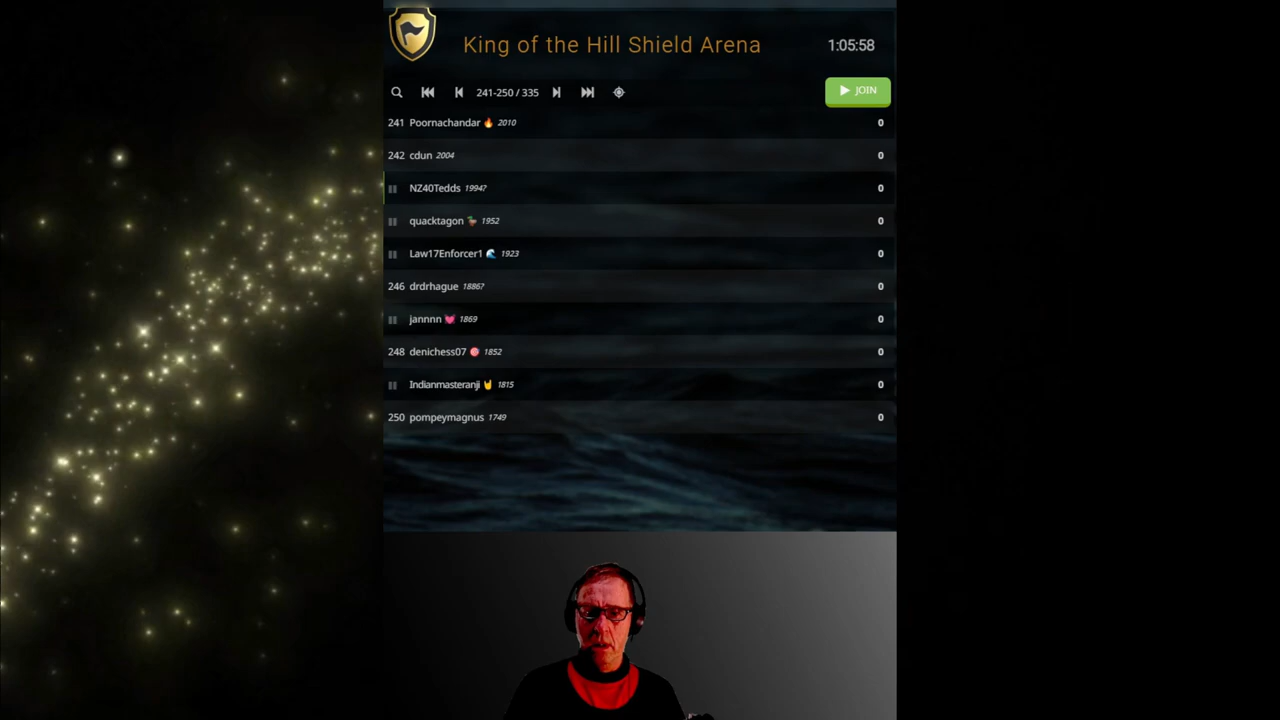 King of the Hill Shield Arena 1:05:58
241-250 / 335 JOIN
241 Poornachandar 🔥 2010 0
242 cdun 2004 0
NZ40Tedds 1994? 0
quacktagon 🦆 1952 0
Law17Enforcer1 🌊 1923 0
246 drdrhague 1886? 0
jannnn 💓 1869 0
248 denichess07 🎯 1852 0
Indianmasteranji 🤘 1815 0
250 pompeymagnus 1749 0